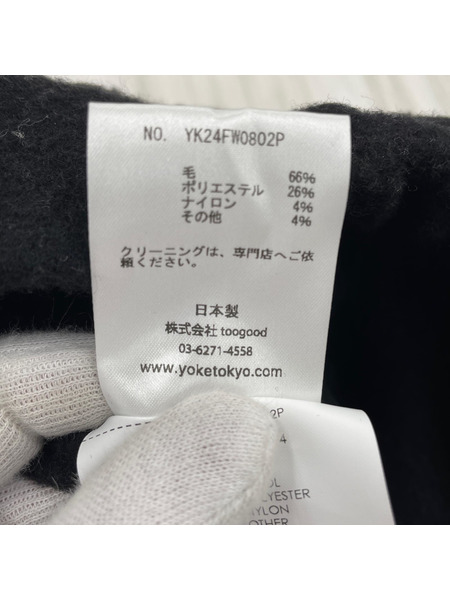 NO. YK24FW0802P
毛 66%
ポリエステル 26%
ナイロン 4%
その他 4%
クリーニングは、専門店へご依
頼ください。
日本製
株式会社 toogood
03-6271-4558
www.yoketokyo.com
2P
4
OL
LYESTER
YLON
OTHER